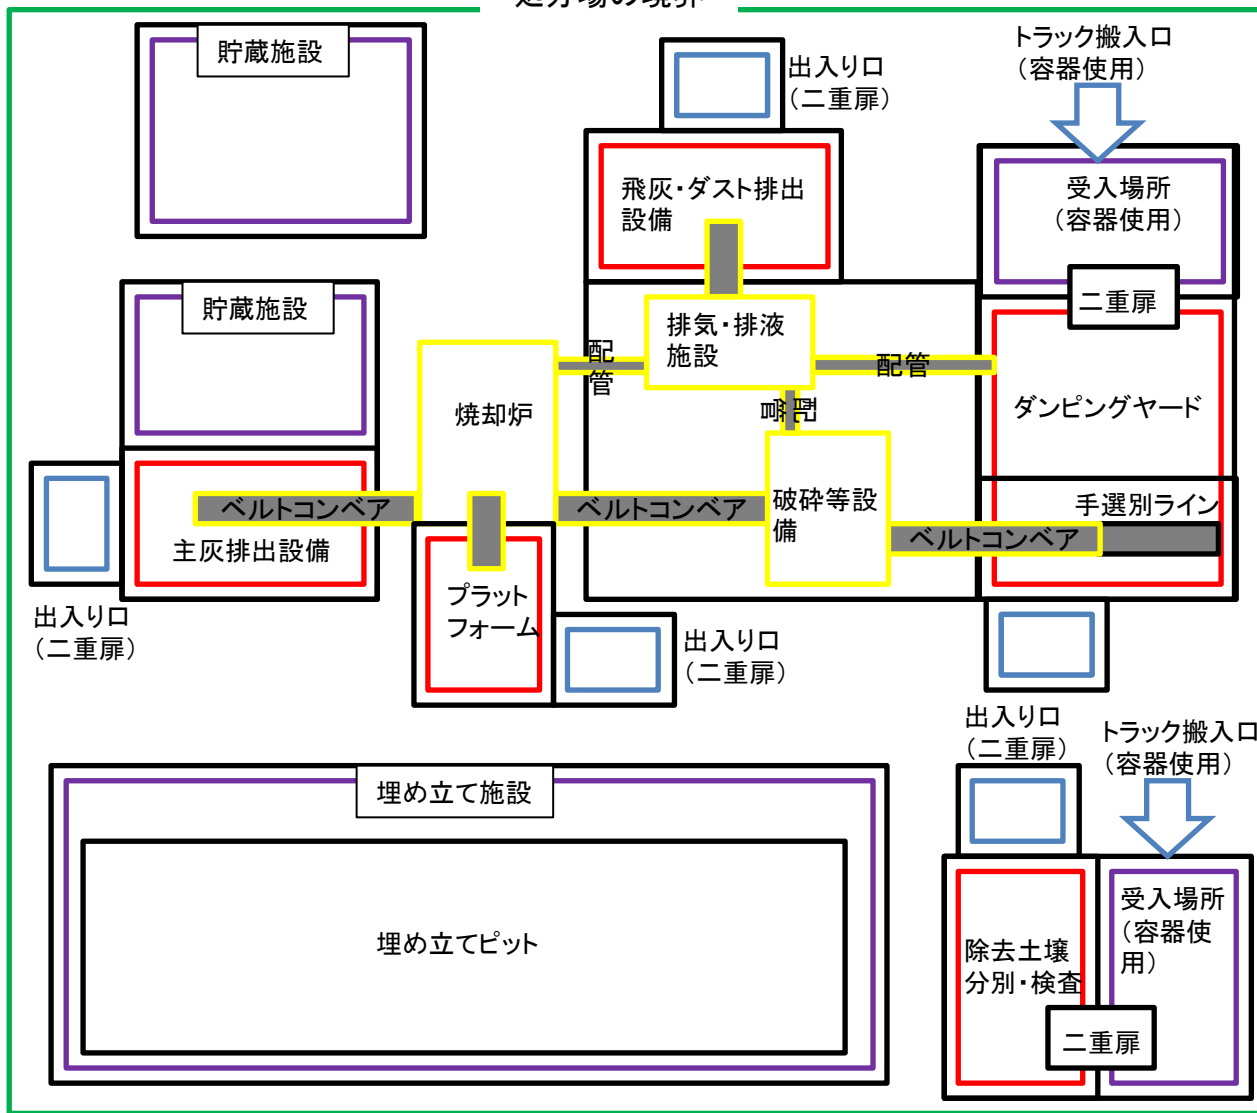 処分場の境界
貯蔵施設
出入り口
（二重扉）
トラック搬入口
（容器使用）
飛灰・ダスト排出
設備
受入場所
（容器使用）
二重扉
貯蔵施設
排気・排液
施設
配
管
配管
配管
焼却炉
ダンピングヤード
ベルトコンベア
ベルトコンベア
破砕等設
備
手選別ライン
ベルトコンベア
主灰排出設備
プラット
フォーム
出入り口
（二重扉）
出入り口
（二重扉）
出入り口
（二重扉）
トラック搬入口
（容器使用）
埋め立て施設
埋め立てピット
除去土壌
分別・検査
受入場所
（容器使
用）
二重扉